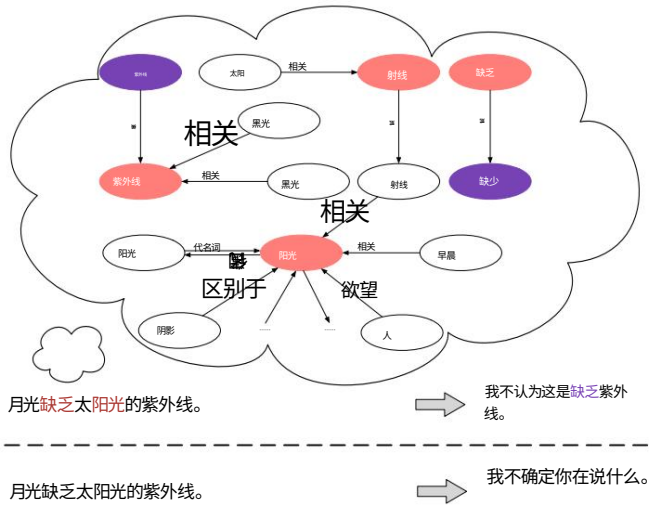 紫外线
太阳
相关
射线
缺乏
相关
黑光
紫外线
相关
黑光
射线
缺少
相关
阳光
代名词
阳光
相关
早晨
区别于
欲望
阴影
......
......
人
月光缺乏太阳光的紫外线。
我不认为这是缺乏紫外
线。
月光缺乏太阳光的紫外线。
我不确定你在说什么。